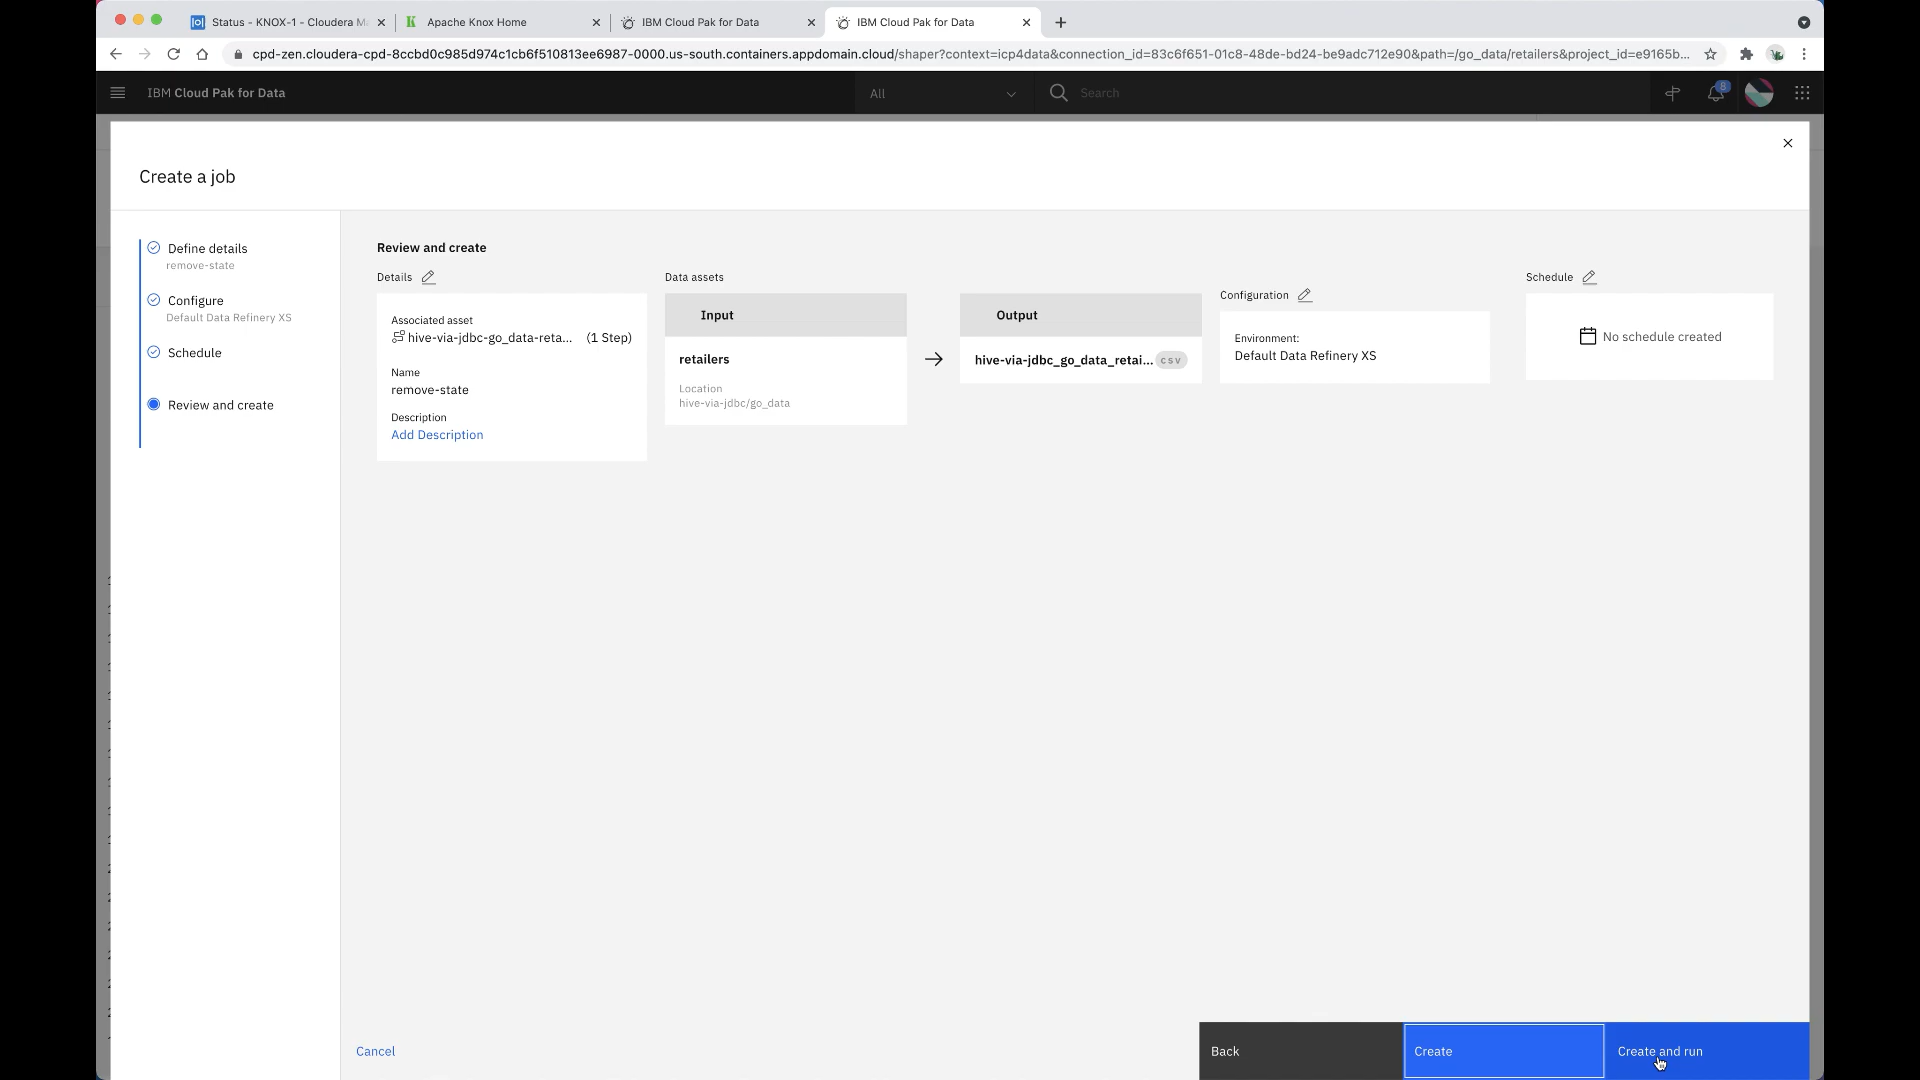 Status - KNOX-1 - Cloudera Ma
Apache Knox Home
IBM Cloud Pak for Data
IBM Cloud Pak for Data
cpd-zen.cloudera-cpd-8ccbd0c985d974c1cb6f510813ee6987-0000.us-south.containers.appdomain.cloud/shaper?context=icp4data&connection_id=83c6f651-01c8-48de-bd24-be9adc712e90&path=/go_data/retailers&project_id=e9165b...
IBM Cloud Pak for Data
All
Search
8
Create a job
Define details
remove-state
Configure
Default Data Refinery XS
Schedule
Review and create
Review and create
Details
Associated asset
hive-via-jdbc-go_data-reta... (1 Step)
Name
remove-state
Description
Add Description
Data assets
Input
retailers
Location
hive-via-jdbc/go_data
Output
hive-via-jdbc_go_data_retai... csv
Configuration
Environment:
Default Data Refinery XS
Schedule
No schedule created
Cancel
Back
Create
Create and run